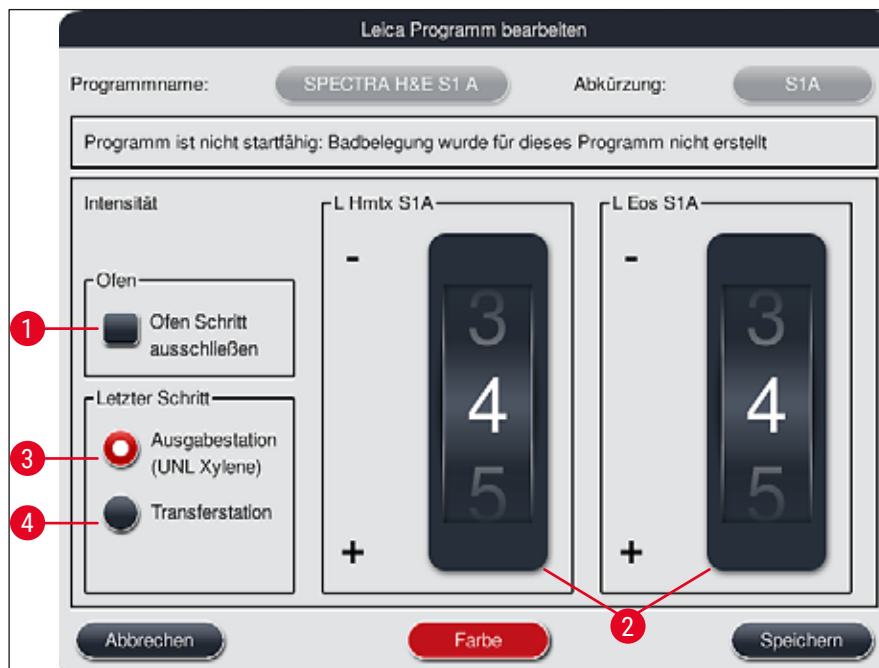 Leica Programm bearbeiten
Programmname: SPECTRA H&E S1 A Abkürzung: S1A
Programm ist nicht startfähig: Badbelegung wurde für dieses Programm nicht erstellt
Intensität
Ofen
1 Ofen Schritt
ausschließen
Letzter Schritt
3 Ausgabestation
(UNL Xylene)
4 Transferstation
L Hmtx S1A
-
3
4
5
+
L Eos S1A
-
3
4
5
+
2
Abbrechen Farbe Speichern